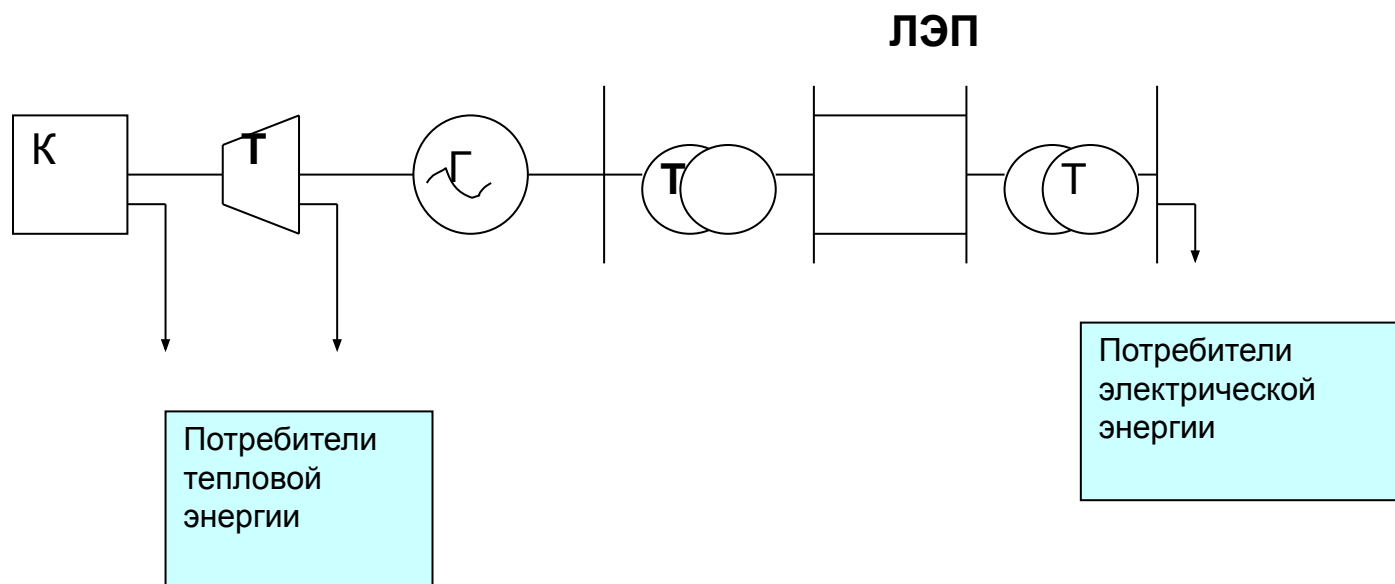 ЛЭП
К
Т
Г
Т
Т
Потребители
электрической
энергии
Потребители
тепловой
энергии